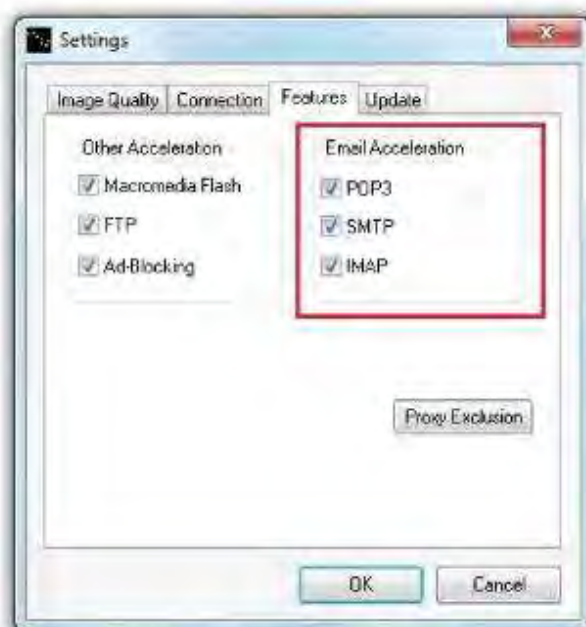 Settings
Image Quality Connection Features Update
Other Acceleration
Macromedia Flash
FTP
Ad-Blocking
Email Acceleration
POP3
SMTP
IMAP
Proxy Exclusion
OK Cancel